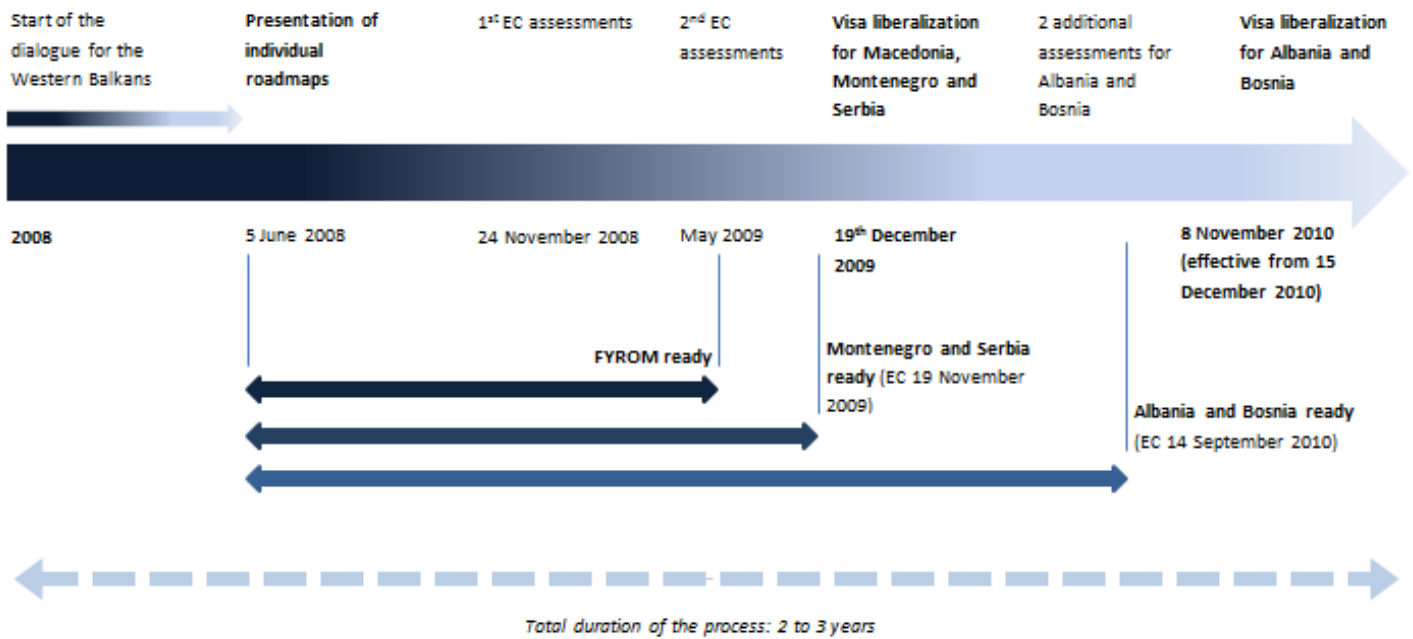 Start of the
dialogue for the
Western Balkans
Presentation of
individual
roadmaps
1st EC assessments
2nd EC
assessments
Visa liberalization
for Macedonia,
Montenegro and
Serbia
2 additional
assessments for
Albania and
Bosnia
Visa liberalization
for Albania and
Bosnia
2008
5 June 2008
24 November 2008
May 2009
19th December
2009
8 November 2010
(effective from 15
December 2010)
FYROM ready
Montenegro and Serbia
ready (EC 19 November
2009)
Albania and Bosnia ready
(EC 14 September 2010)
Total duration of the process: 2 to 3 years